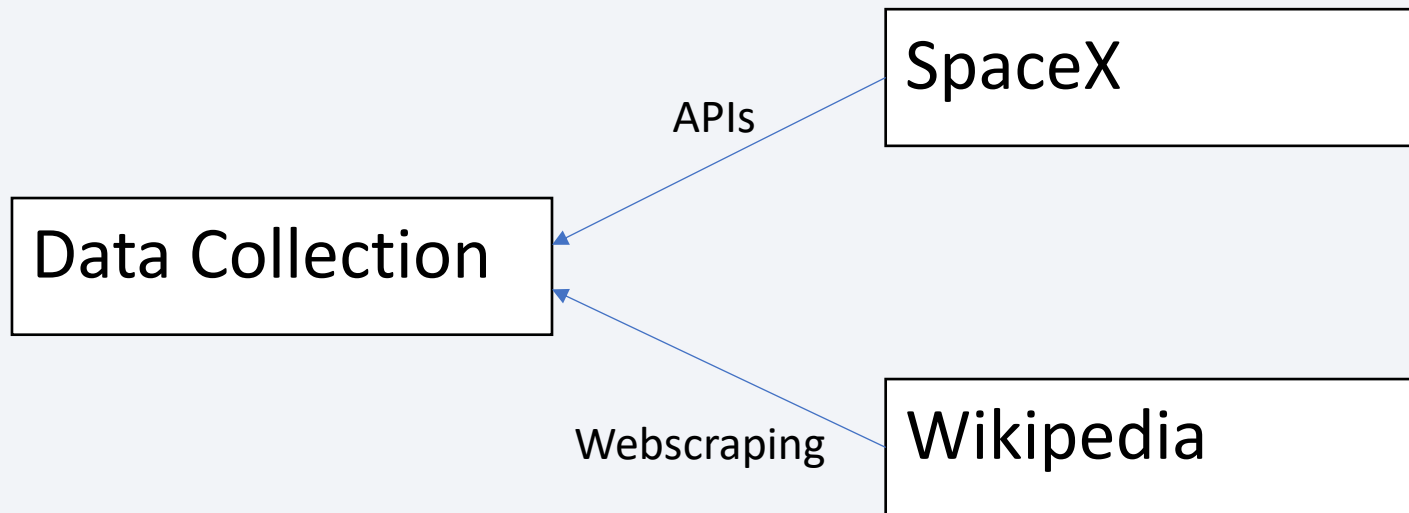 SpaceX
APIs
Data Collection
Webscraping
Wikipedia